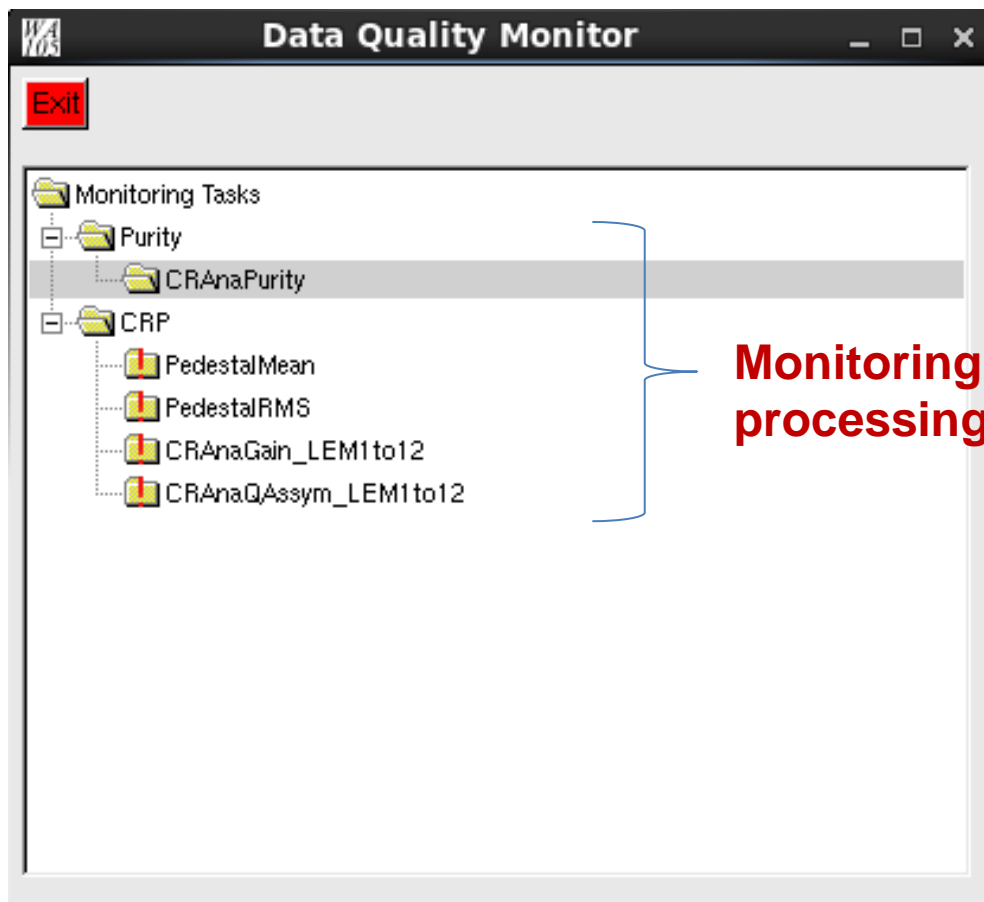 Data Quality Monitor
Exit
Monitoring Tasks
Purity
CRAnaPurity
CRP
PedestalMean
PedestalRMS
CRAnaGain_LEM1to12
CRAnaQAssym_LEM1to12
Monitoring
processing